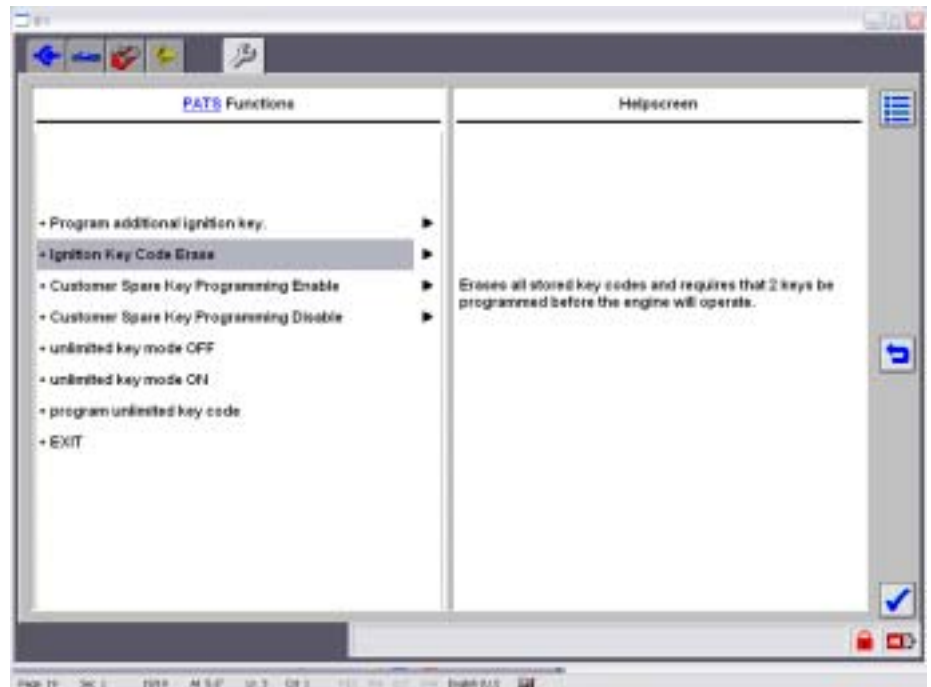 PATS Functions
Helpscreen
• Program additional ignition key.
• Ignition Key Code Erase
• Customer Spare Key Programming Enable
• Customer Spare Key Programming Disable
• unlimited key mode OFF
• unlimited key mode ON
• program unlimited key code
• EXIT
Erases all stored key codes and requires that 2 keys be
programmed before the engine will operate.